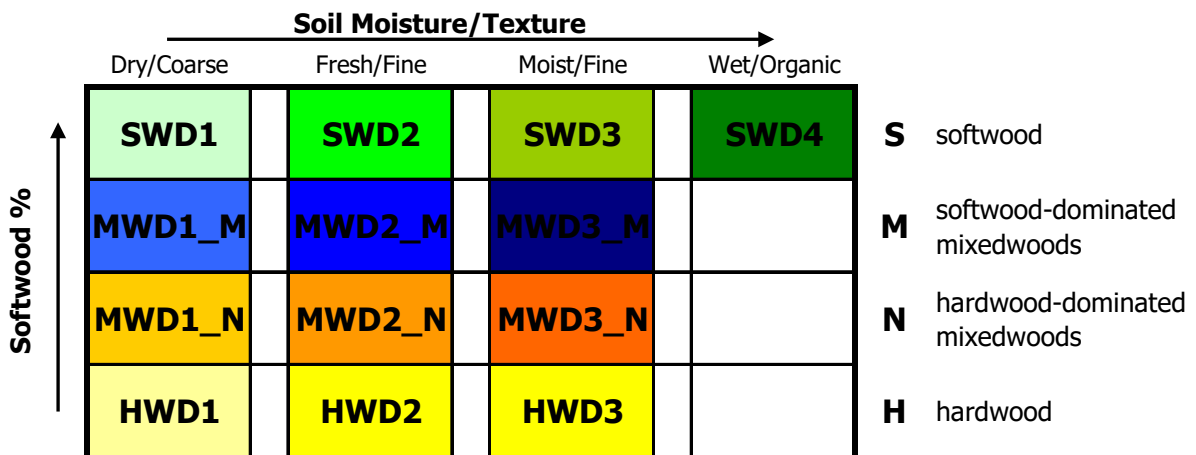 Soil Moisture/Texture
Dry/Coarse Fresh/Fine Moist/Fine Wet/Organic
Softwood %
SWD1 SWD2 SWD3 SWD4 S softwood
MWD1_M MWD2_M MWD3_M M softwood-dominated
mixedwoods
MWD1_N MWD2_N MWD3_N N hardwood-dominated
mixedwoods
HWD1 HWD2 HWD3 H hardwood